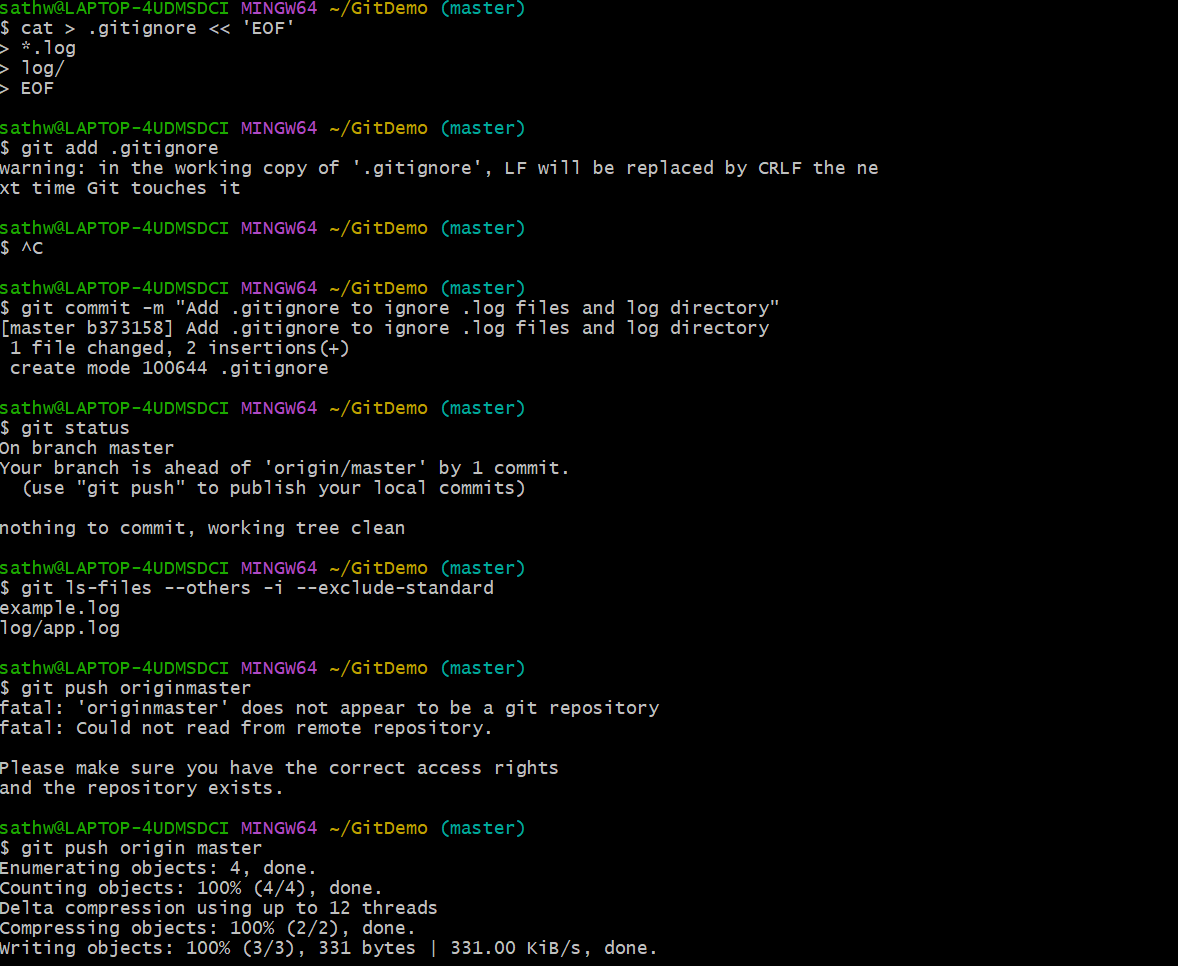 sathw@LAPTOP-4UDMSDCI MINGW64 ~/GitDemo (master)
$ cat > .gitignore << 'EOF'
> *.log
> log/
> EOF
sathw@LAPTOP-4UDMSDCI MINGW64 ~/GitDemo (master)
$ git add .gitignore
warning: in the working copy of '.gitignore', LF will be replaced by CRLF the ne
xt time Git touches it
sathw@LAPTOP-4UDMSDCI MINGW64 ~/GitDemo (master)
$ ^C
sathw@LAPTOP-4UDMSDCI MINGW64 ~/GitDemo (master)
$ git commit -m "Add .gitignore to ignore .log files and log directory"
[master b373158] Add .gitignore to ignore .log files and log directory
 1 file changed, 2 insertions(+)
 create mode 100644 .gitignore
sathw@LAPTOP-4UDMSDCI MINGW64 ~/GitDemo (master)
$ git status
On branch master
Your branch is ahead of 'origin/master' by 1 commit.
  (use "git push" to publish your local commits)
nothing to commit, working tree clean
sathw@LAPTOP-4UDMSDCI MINGW64 ~/GitDemo (master)
$ git ls-files --others -i --exclude-standard
example.log
log/app.log
sathw@LAPTOP-4UDMSDCI MINGW64 ~/GitDemo (master)
$ git push originmaster
fatal: 'originmaster' does not appear to be a git repository
fatal: Could not read from remote repository.
Please make sure you have the correct access rights
and the repository exists.
sathw@LAPTOP-4UDMSDCI MINGW64 ~/GitDemo (master)
$ git push origin master
Enumerating objects: 4, done.
Counting objects: 100% (4/4), done.
Delta compression using up to 12 threads
Compressing objects: 100% (2/2), done.
Writing objects: 100% (3/3), 331 bytes | 331.00 KiB/s, done.